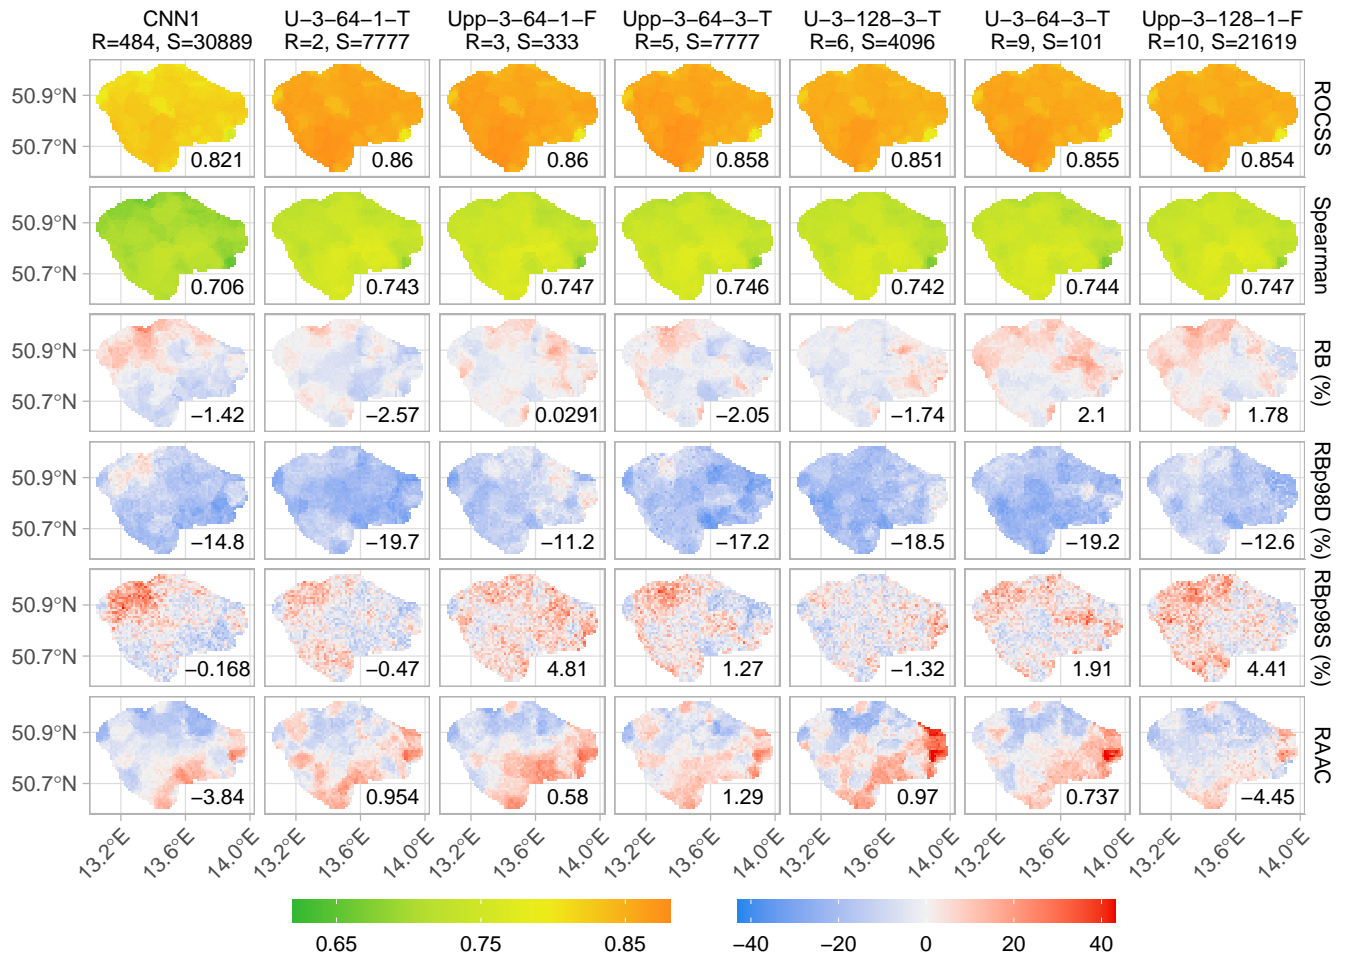 CNN1 U−3−64−1−T Upp−3−64−1−F Upp−3−64−3−T U−3−128−3−T U−3−64−3−T Upp−3−128−1−F
R=484, S=30889 R=2, S=7777 R=3, S=333 R=5, S=7777 R=6, S=4096 R=9, S=101 R=10, S=21619
50.9°N
50.7°N
0.821 0.86 0.86 0.858 0.851 0.855 0.854
ROCSS
50.9°N
50.7°N
0.706 0.743 0.747 0.746 0.742 0.744 0.747
Spearman
50.9°N
50.7°N
−1.42 −2.57 0.0291 −2.05 −1.74 2.1 1.78
RB (%)
50.9°N
50.7°N
−14.8 −19.7 −11.2 −17.2 −18.5 −19.2 −12.6
RBp98D (%)
50.9°N
50.7°N
−0.168 −0.47 4.81 1.27 −1.32 1.91 4.41
RBp98S (%)
50.9°N
50.7°N
−3.84 0.954 0.58 1.29 0.97 0.737 −4.45
RAAC
13.2°E 13.6°E 14.0°E 13.2°E 13.6°E 14.0°E 13.2°E 13.6°E 14.0°E 13.2°E 13.6°E 14.0°E 13.2°E 13.6°E 14.0°E 13.2°E 13.6°E 14.0°E 13.2°E 13.6°E 14.0°E
0.65 0.75 0.85 −40 −20 0 20 40